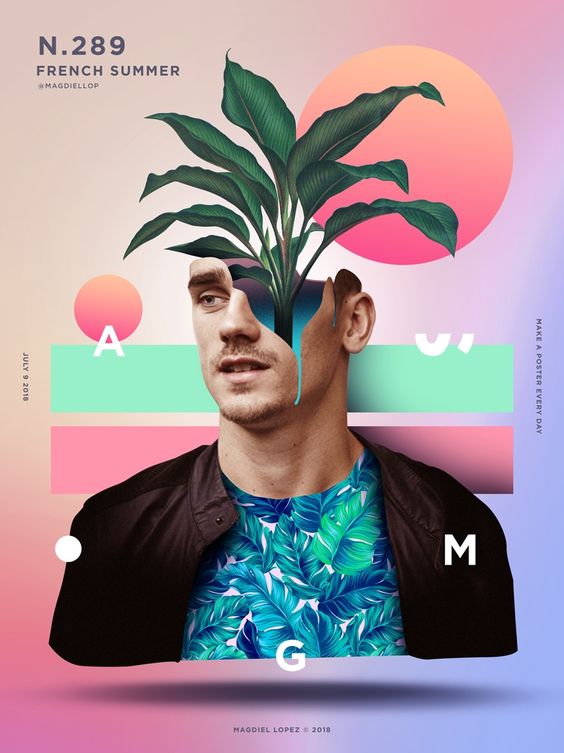 N.289
FRENCH SUMMER
@MAGDIELLOP
A
JULY 9 2018
MAKE A POSTER EVERY DAY
M
G
MAGDIEL LOPEZ © 2018